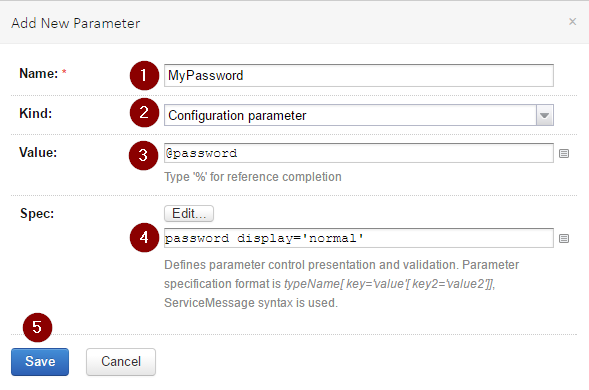 Add New Parameter ×
Name: * 1 MyPassword
Kind: 2 Configuration parameter
Value: 3 @password
Type '%' for reference completion
Spec: Edit...
4 password display='normal'
Defines parameter control presentation and validation. Parameter
specification format is typeName[ key='value'[ key2='value2']],
ServiceMessage syntax is used.
5
Save Cancel